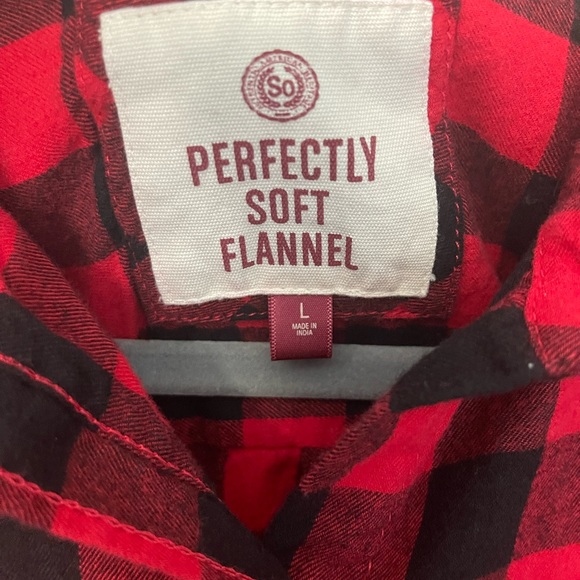 So
PERFECTLY
SOFT
FLANNEL
L
MADE IN
INDIA